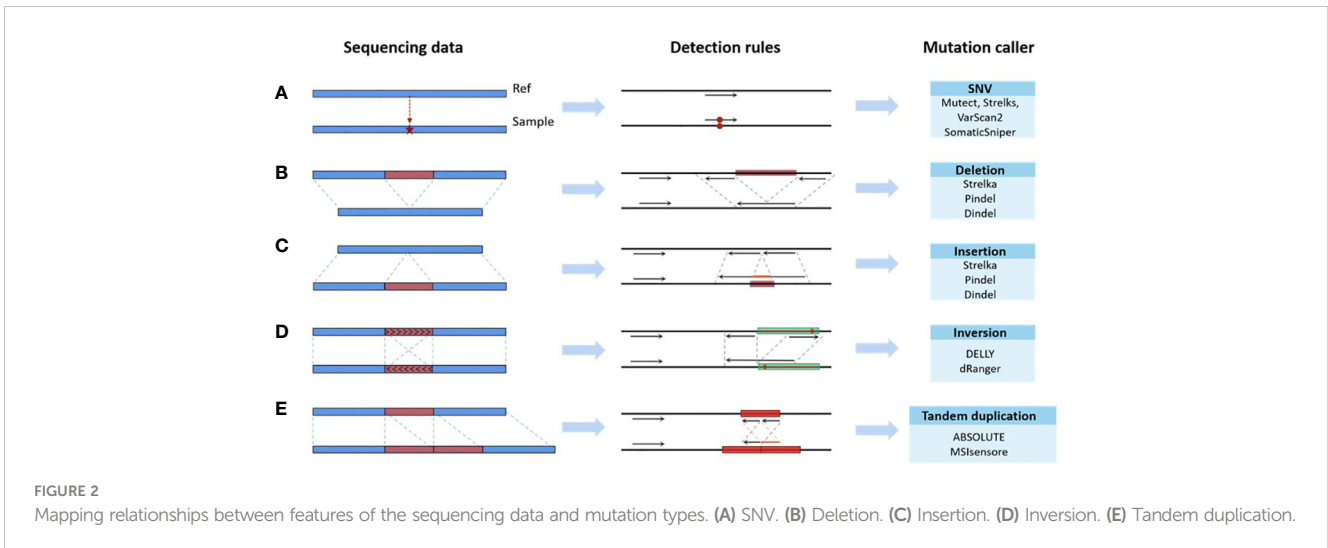 Sequencing data
Detection rules
Mutation caller
A
Ref
Sample
SNV
Mutect, Strelks,
VarScan2
SomaticSniper
B
Deletion
Strelka
Pindel
Dindel
C
Insertion
Strelka
Pindel
Dindel
D
Inversion
DELLY
dRanger
E
Tandem duplication
ABSOLUTE
MSIsensore
FIGURE 2
Mapping relationships between features of the sequencing data and mutation types. (A) SNV. (B) Deletion. (C) Insertion. (D) Inversion. (E) Tandem duplication.